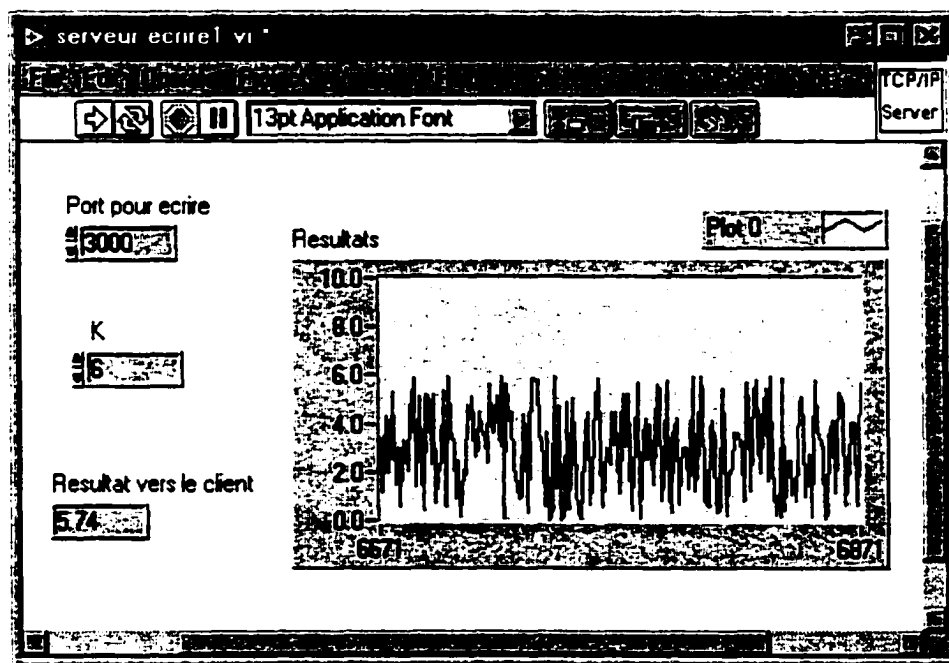 serveur ecrire1 vi *
TCP/IP
Server
13pt Application Font
Port pour ecrire
3000
K
6
Resultat vers le client
5.74
Resultats
Plot 0
10.0
8.0
6.0
4.0
2.0
0.0
6671
6871